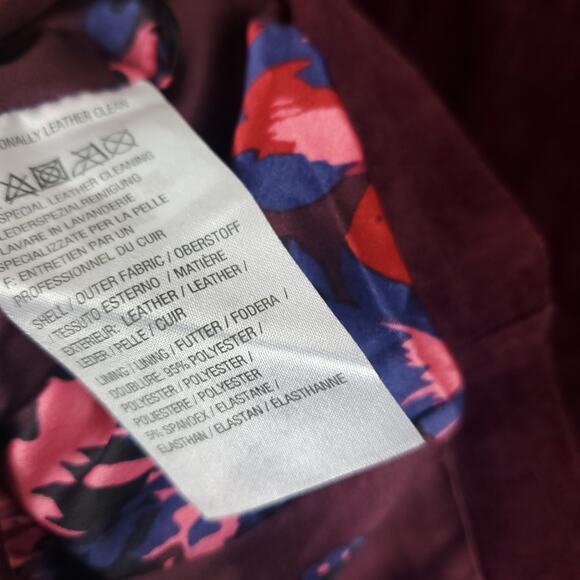 ONALLY LEATHER CLEAN
SPECIAL LEATHER CLEANING
LEDERSPEZIALREINIGUNG
LAVARE IN LAVANDERIE
SPECIALIZZATE PER LA PELLE
F: ENTRETIEN PAR UN
PROFESSIONNEL DU CUIR
SHELL / OUTER FABRIC / OBERSTOFF
/ TESSUTO ESTERNO / MATIÈRE
EXTÉRIEUR: LEATHER / LEATHER /
LEDER / PELLE / CUIR
LINING / LINING / FUTTER / FODERA /
DOUBLURE: 95% POLYESTER /
POLYESTER / POLYESTER /
POLIESTERE / POLYESTER
5% SPANDEX / ELASTANE /
ELASTHAN / ELASTAN / ÉLASTHANNE